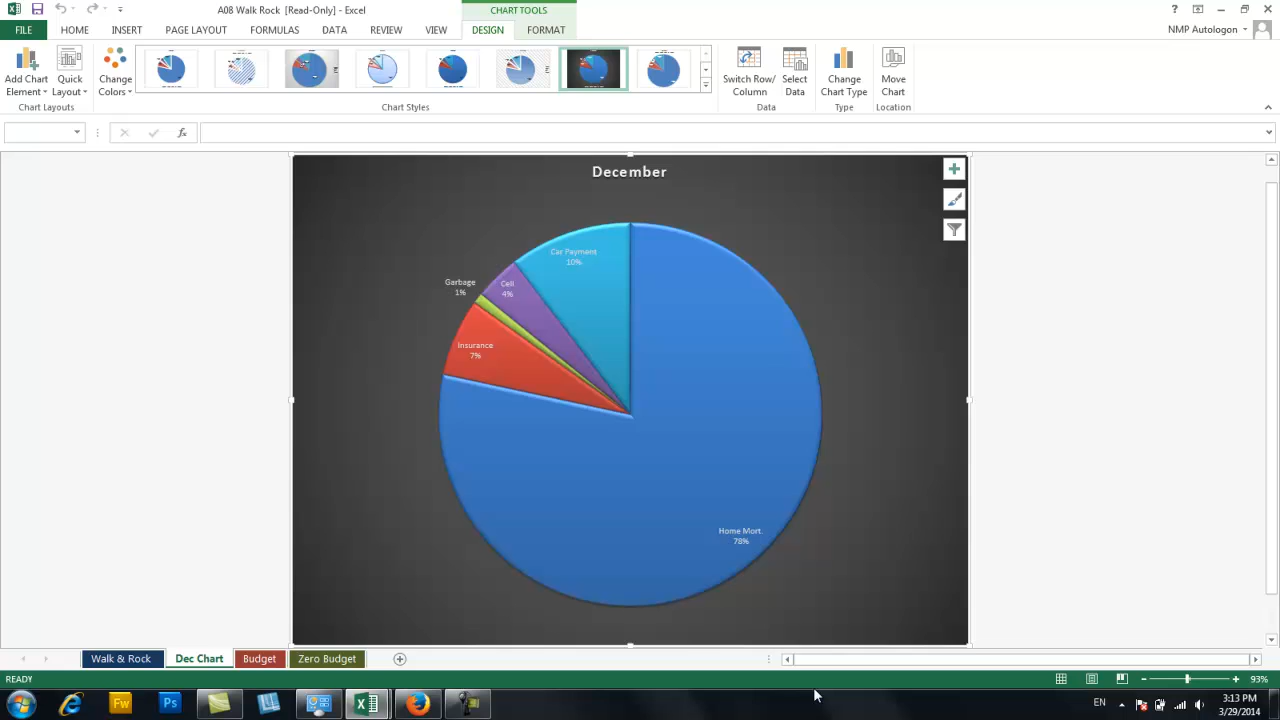 A08 Walk Rock [Read-Only] - Excel
CHART TOOLS
FILE HOME INSERT PAGE LAYOUT FORMULAS DATA REVIEW VIEW DESIGN FORMAT NMP Autologon
Add Chart Element
Quick Layout
Change Colors
Switch Row/ Column
Select Data
Change Chart Type
Move Chart
Chart Layouts
Chart Styles
Data
Type
Location
fx
December
Car Payment
10%
Garbage
1%
Cell
4%
Insurance
7%
Home Mort.
78%
Walk & Rock Dec Chart Budget Zero Budget
READY
93%
Fw
Ps
EN
3:13 PM
3/29/2014